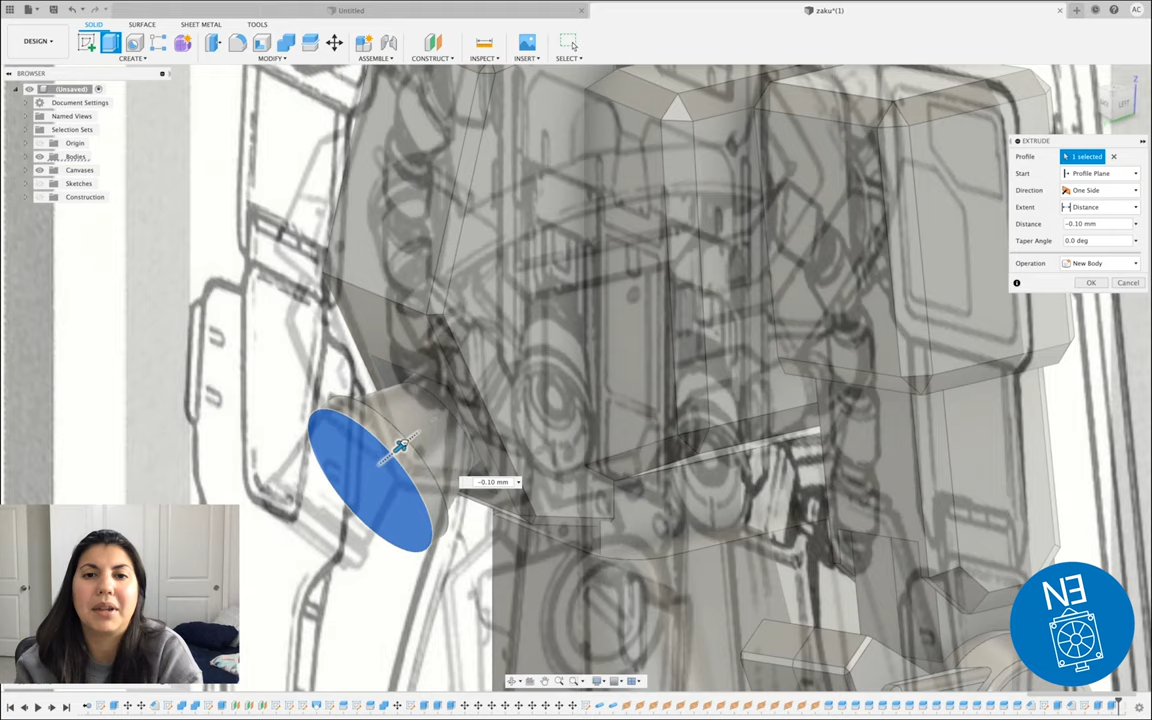 Untitled
zaku*(1)
AC
SOLID
SURFACE
SHEET METAL
TOOLS
DESIGN
CREATE
MODIFY
ASSEMBLE
CONSTRUCT
INSPECT
INSERT
SELECT
BROWSER
(Unsaved)
Document Settings
Named Views
Selection Sets
Origin
Bodies
Canvases
Sketches
Construction
Z
LEFT
EXTRUDE
Profile 1 selected
Start Profile Plane
Direction One Side
Extent Distance
Distance -0.10 mm
Taper Angle 0.0 deg
Operation New Body
OK Cancel
-0.10 mm